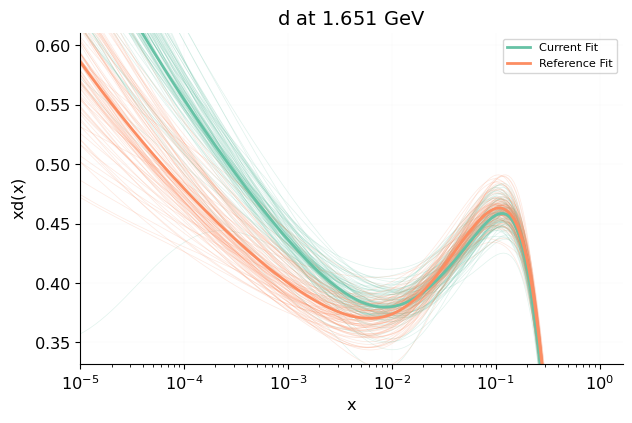 d at 1.651 GeV
Current Fit
Reference Fit
0.60
0.55
0.50
0.45
0.40
0.35
xd(x)
10⁻⁵ 10⁻⁴ 10⁻³ 10⁻² 10⁻¹ 10⁰
x